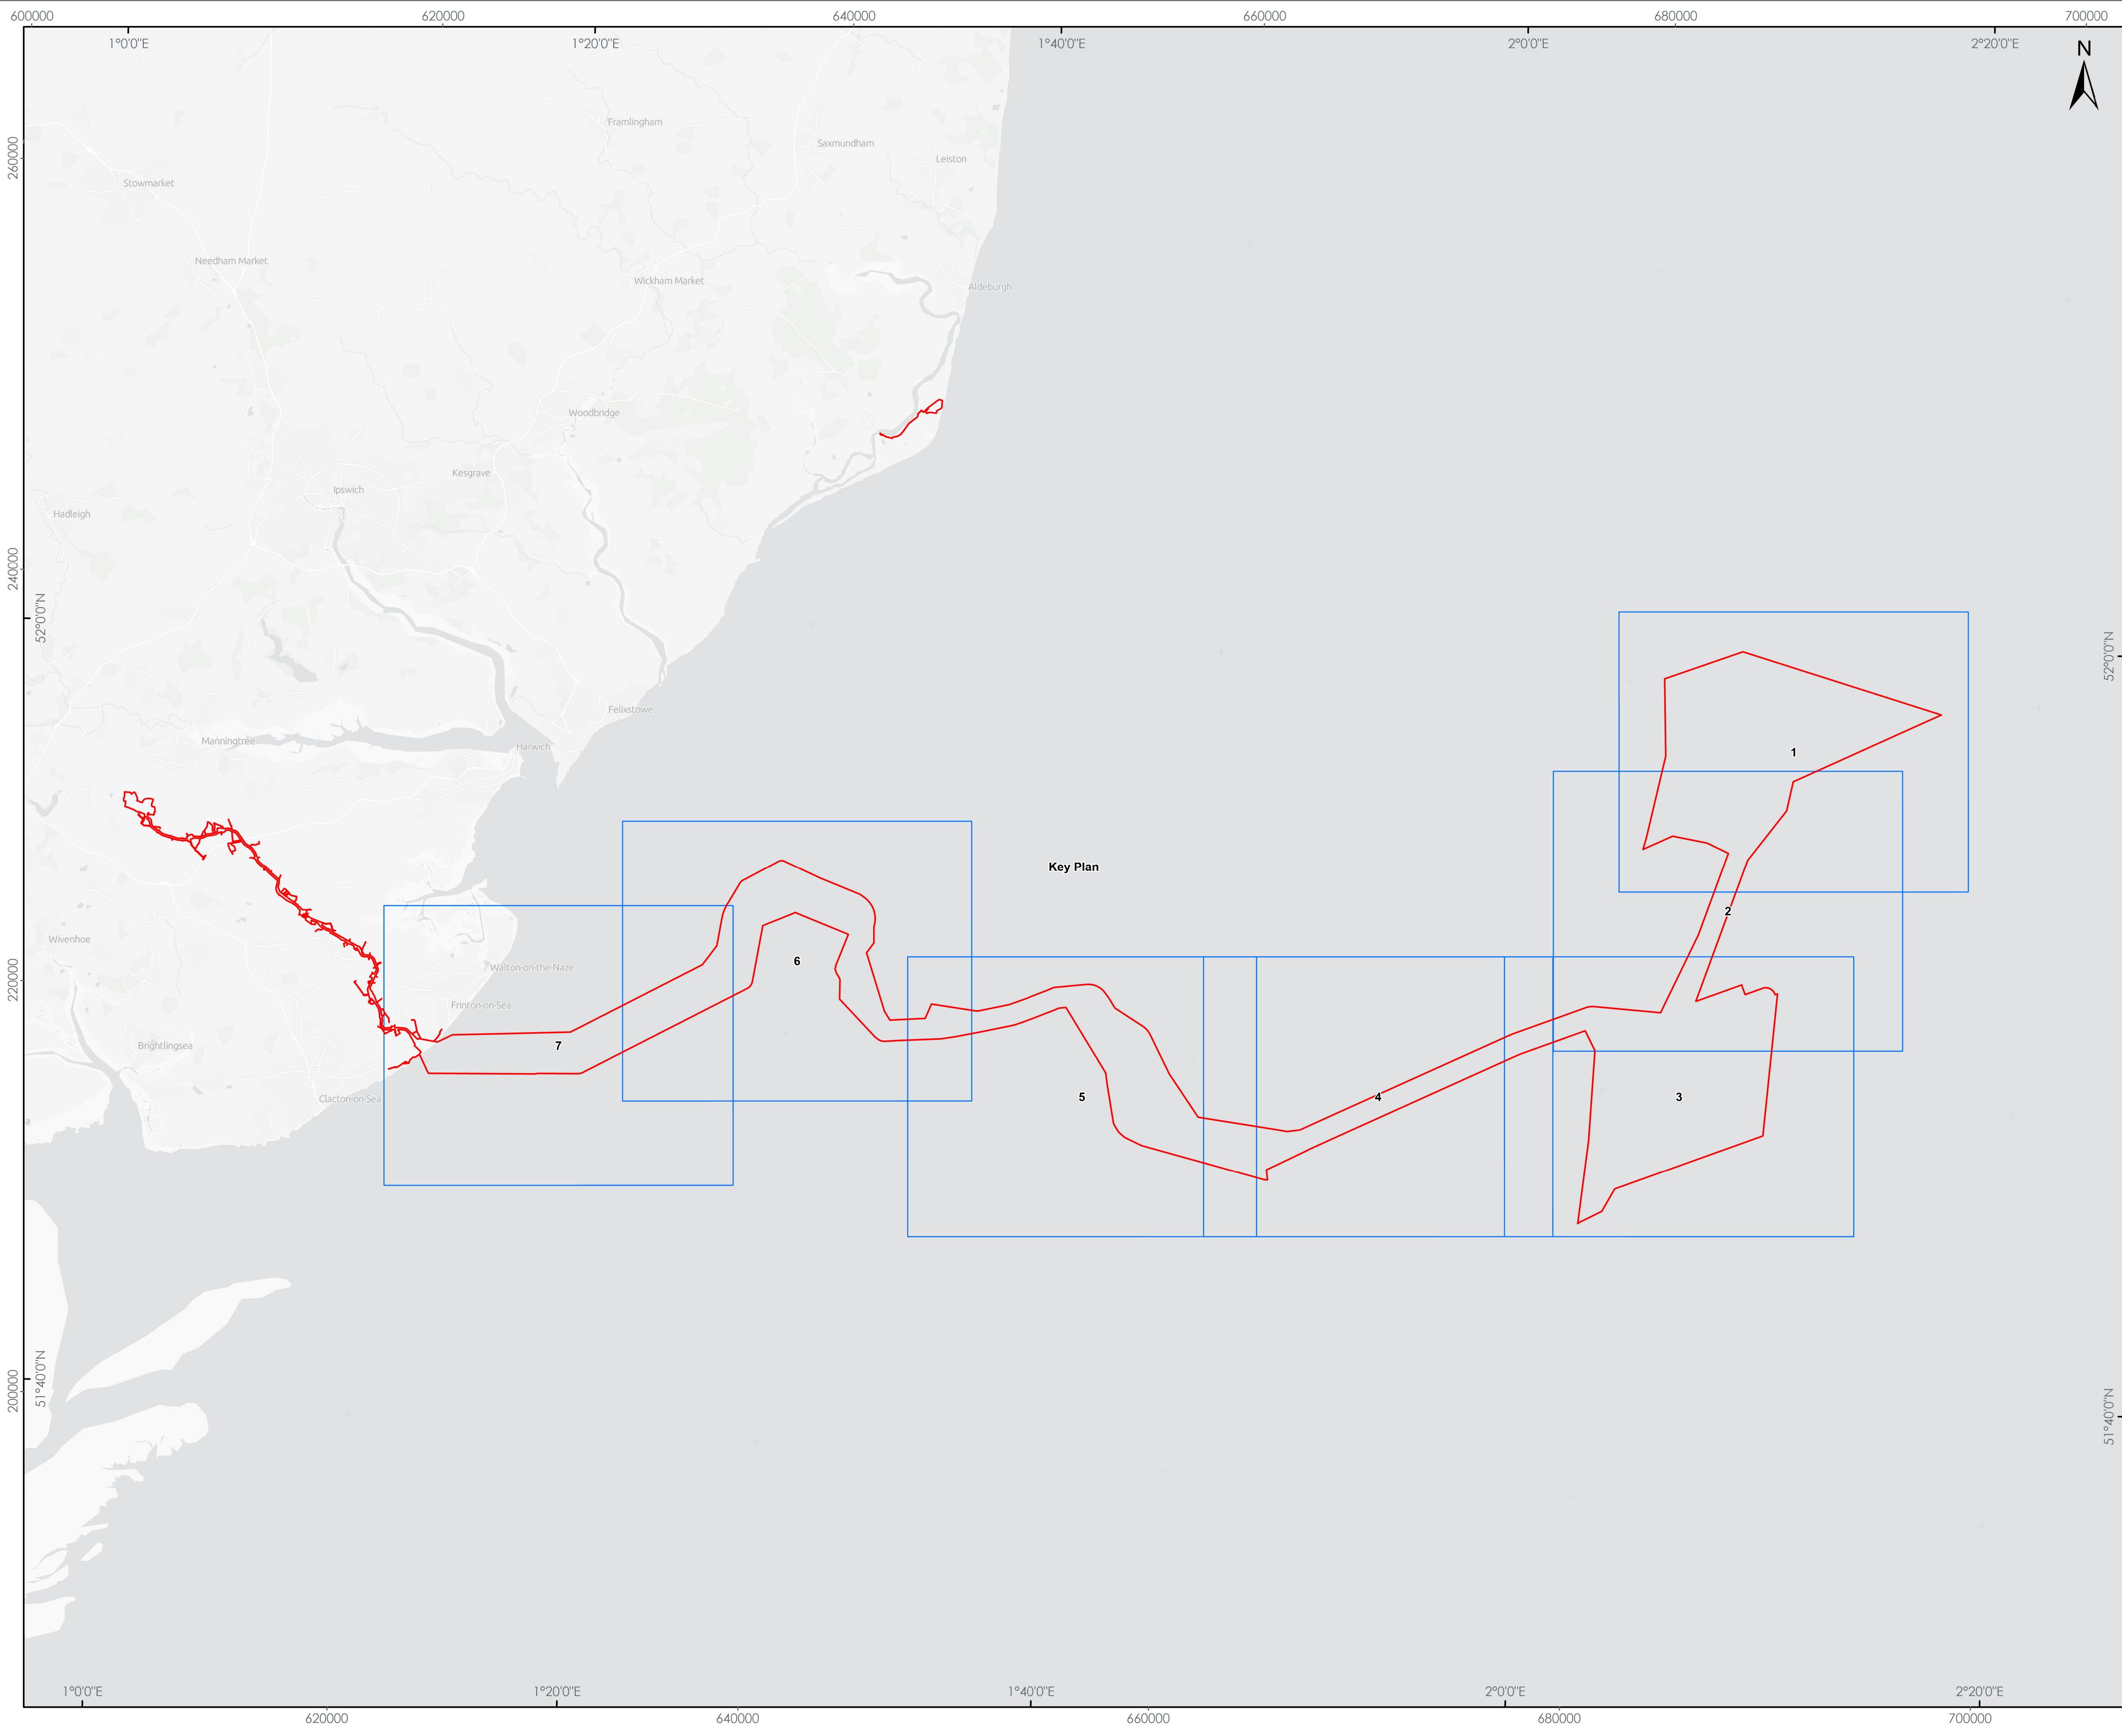 600000 620000 640000 660000 680000 700000
1°0'0"E 1°20'0"E 1°40'0"E 2°0'0"E 2°20'0"E
N
Framlingham
Saxmundham
260000
Leiston
Stowmarket
Needham Market
Wickham Market
Aldeburgh
Woodbridge
Kesgrave
Ipswich
Hadleigh
240000
52°0'0"N
52°0'0"N
Felixstowe
Manningtree
Harwich
1
Key Plan
2
Wivenhoe
6
Walton-on-the-Naze
220000
Frinton-on-Sea
Brightlingsea
7
Clacton-on-Sea
5
4
3
a
51°40'0"N
200000
51°40'0"N
1°0'0"E 1°20'0"E 1°40'0"E 2°0'0"E 2°20'0"E
620000 640000 660000 680000 700000